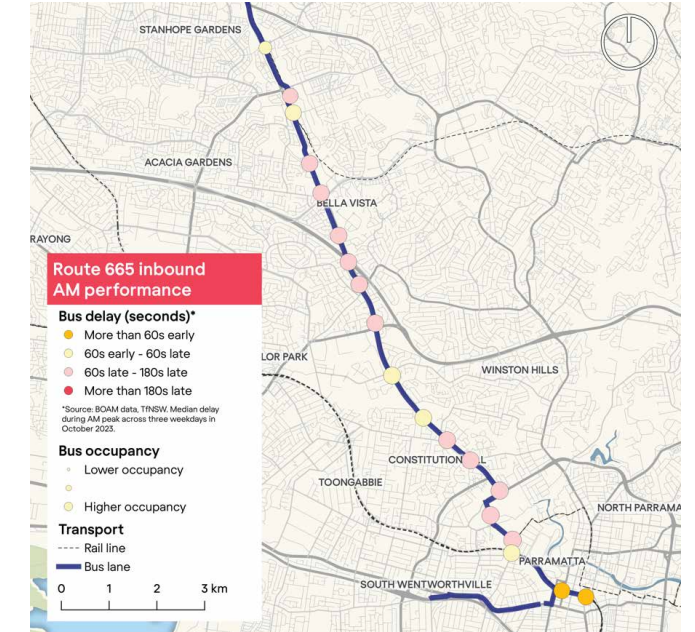 STANHOPE GARDENS
ACACIA GARDENS
BELLA VISTA
RAYONG
Route 665 inbound
AM performance
Bus delay (seconds)*
More than 60s early
60s early - 60s late
60s late - 180s late
More than 180s late
*Source: BOAM data, TfNSW. Median delay
during AM peak across three weekdays in
October 2023.
Bus occupancy
Lower occupancy
Higher occupancy
Transport
Rail line
Bus lane
0 1 2 3 km
LOR PARK
WINSTON HILLS
CONSTITUTION LL
TOONGABBIE
NORTH PARRAMA
PARRAMATTA
SOUTH WENTWORTHVILLE